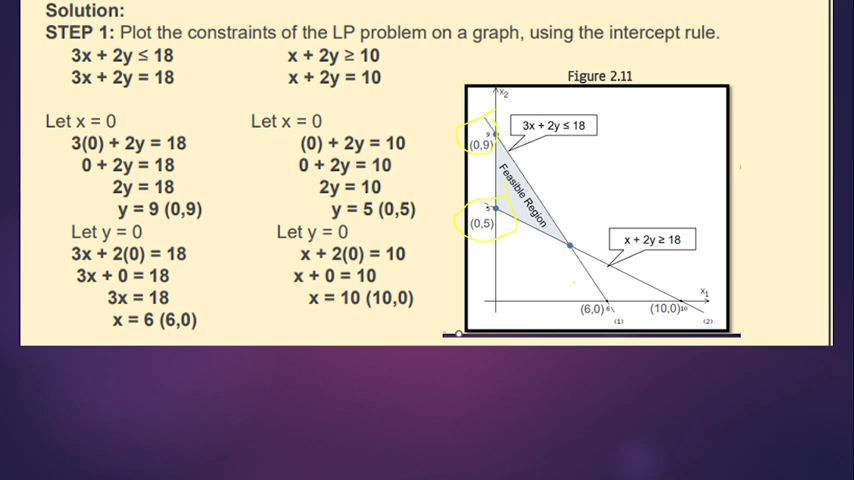 Solution:
STEP 1: Plot the constraints of the LP problem on a graph, using the intercept rule.
3x + 2y ≤ 18
3x + 2y = 18
Let x = 0
3(0) + 2y = 18
0 + 2y = 18
2y = 18
y = 9 (0,9)
Let y = 0
3x + 2(0) = 18
3x + 0 = 18
3x = 18
x = 6 (6,0)
x + 2y ≥ 10
x + 2y = 10
Let x = 0
(0) + 2y = 10
0 + 2y = 10
2y = 10
y = 5 (0,5)
Let y = 0
x + 2(0) = 10
x + 0 = 10
x = 10 (10,0)
Figure 2.11
x₂
3x + 2y ≤ 18
9
(0,9)
Feasible Region
5
(0,5)
x + 2y ≥ 18
x₁
(6,0) 6
(10,0) 10
(1)
(2)